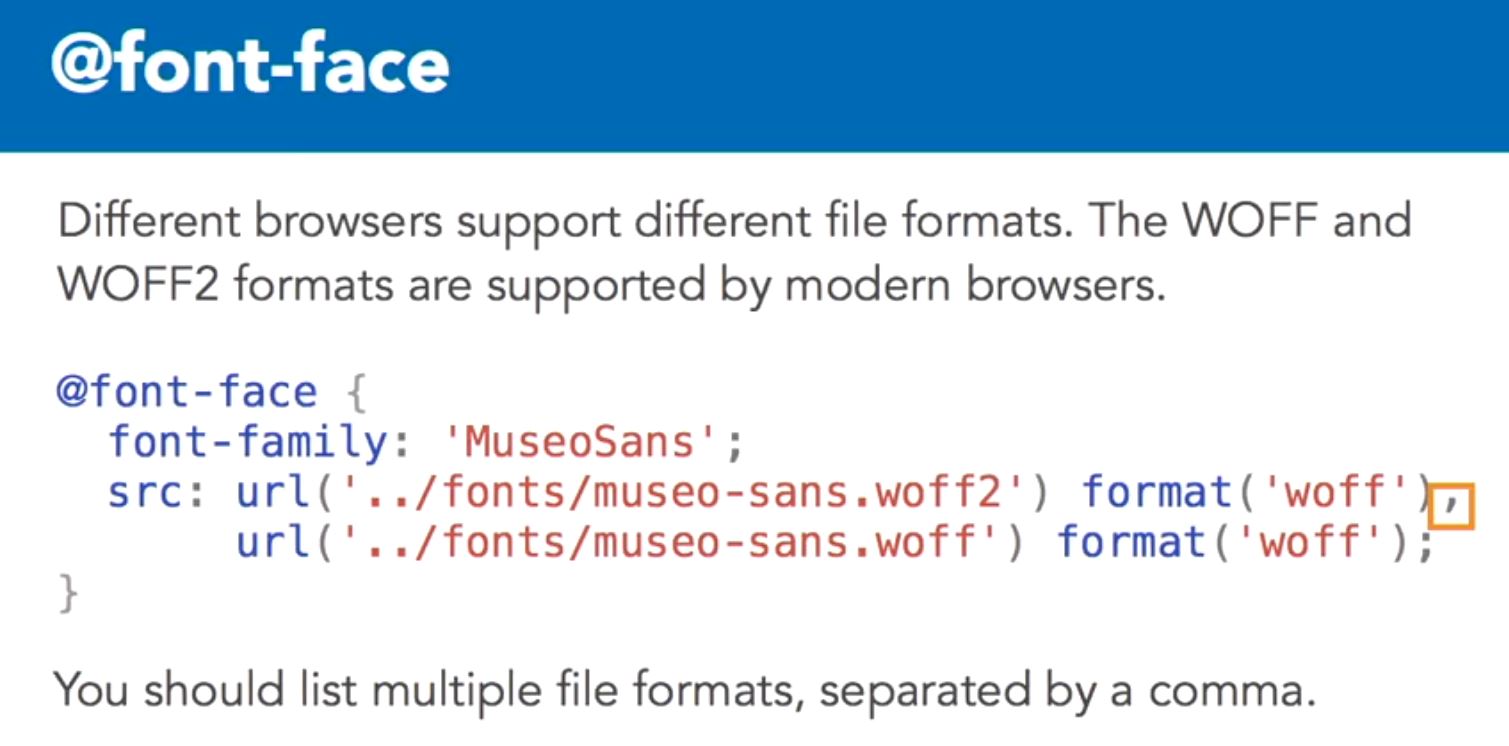 @font-face
Different browsers support different file formats. The WOFF and
WOFF2 formats are supported by modern browsers.
@font-face {
  font-family: 'MuseoSans';
  src: url('../fonts/museo-sans.woff2') format('woff'),
       url('../fonts/museo-sans.woff') format('woff');
}
You should list multiple file formats, separated by a comma.